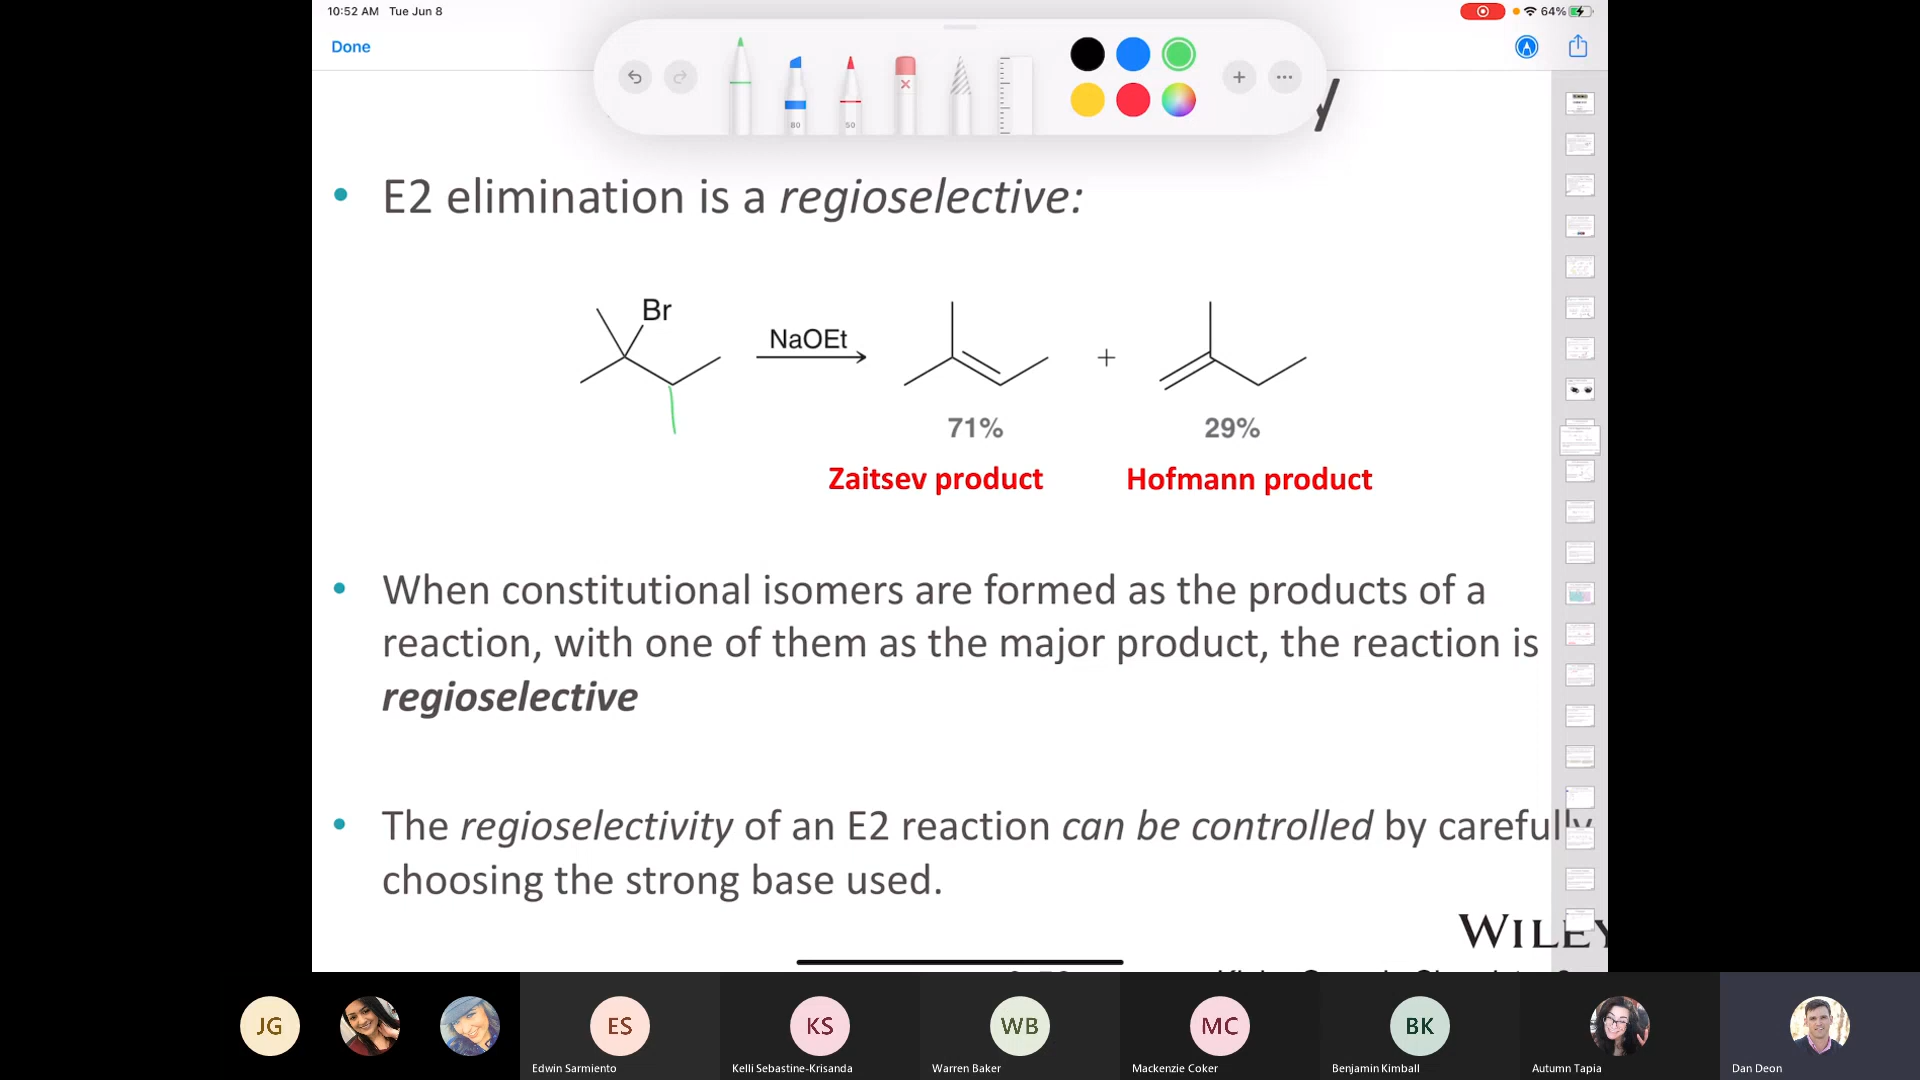 10:52 AM Tue Jun 8
64%
Done
80
50
y
E2 elimination is a regioselective:
Br
NaOEt
+
71%
29%
Zaitsev product
Hofmann product
When constitutional isomers are formed as the products of a
reaction, with one of them as the major product, the reaction is
regioselective
The regioselectivity of an E2 reaction can be controlled by carefully
choosing the strong base used.
WILEY
JG
ES
KS
WB
MC
BK
Edwin Sarmiento
Kelli Sebastine-Krisanda
Warren Baker
Mackenzie Coker
Benjamin Kimball
Autumn Tapia
Dan Deon